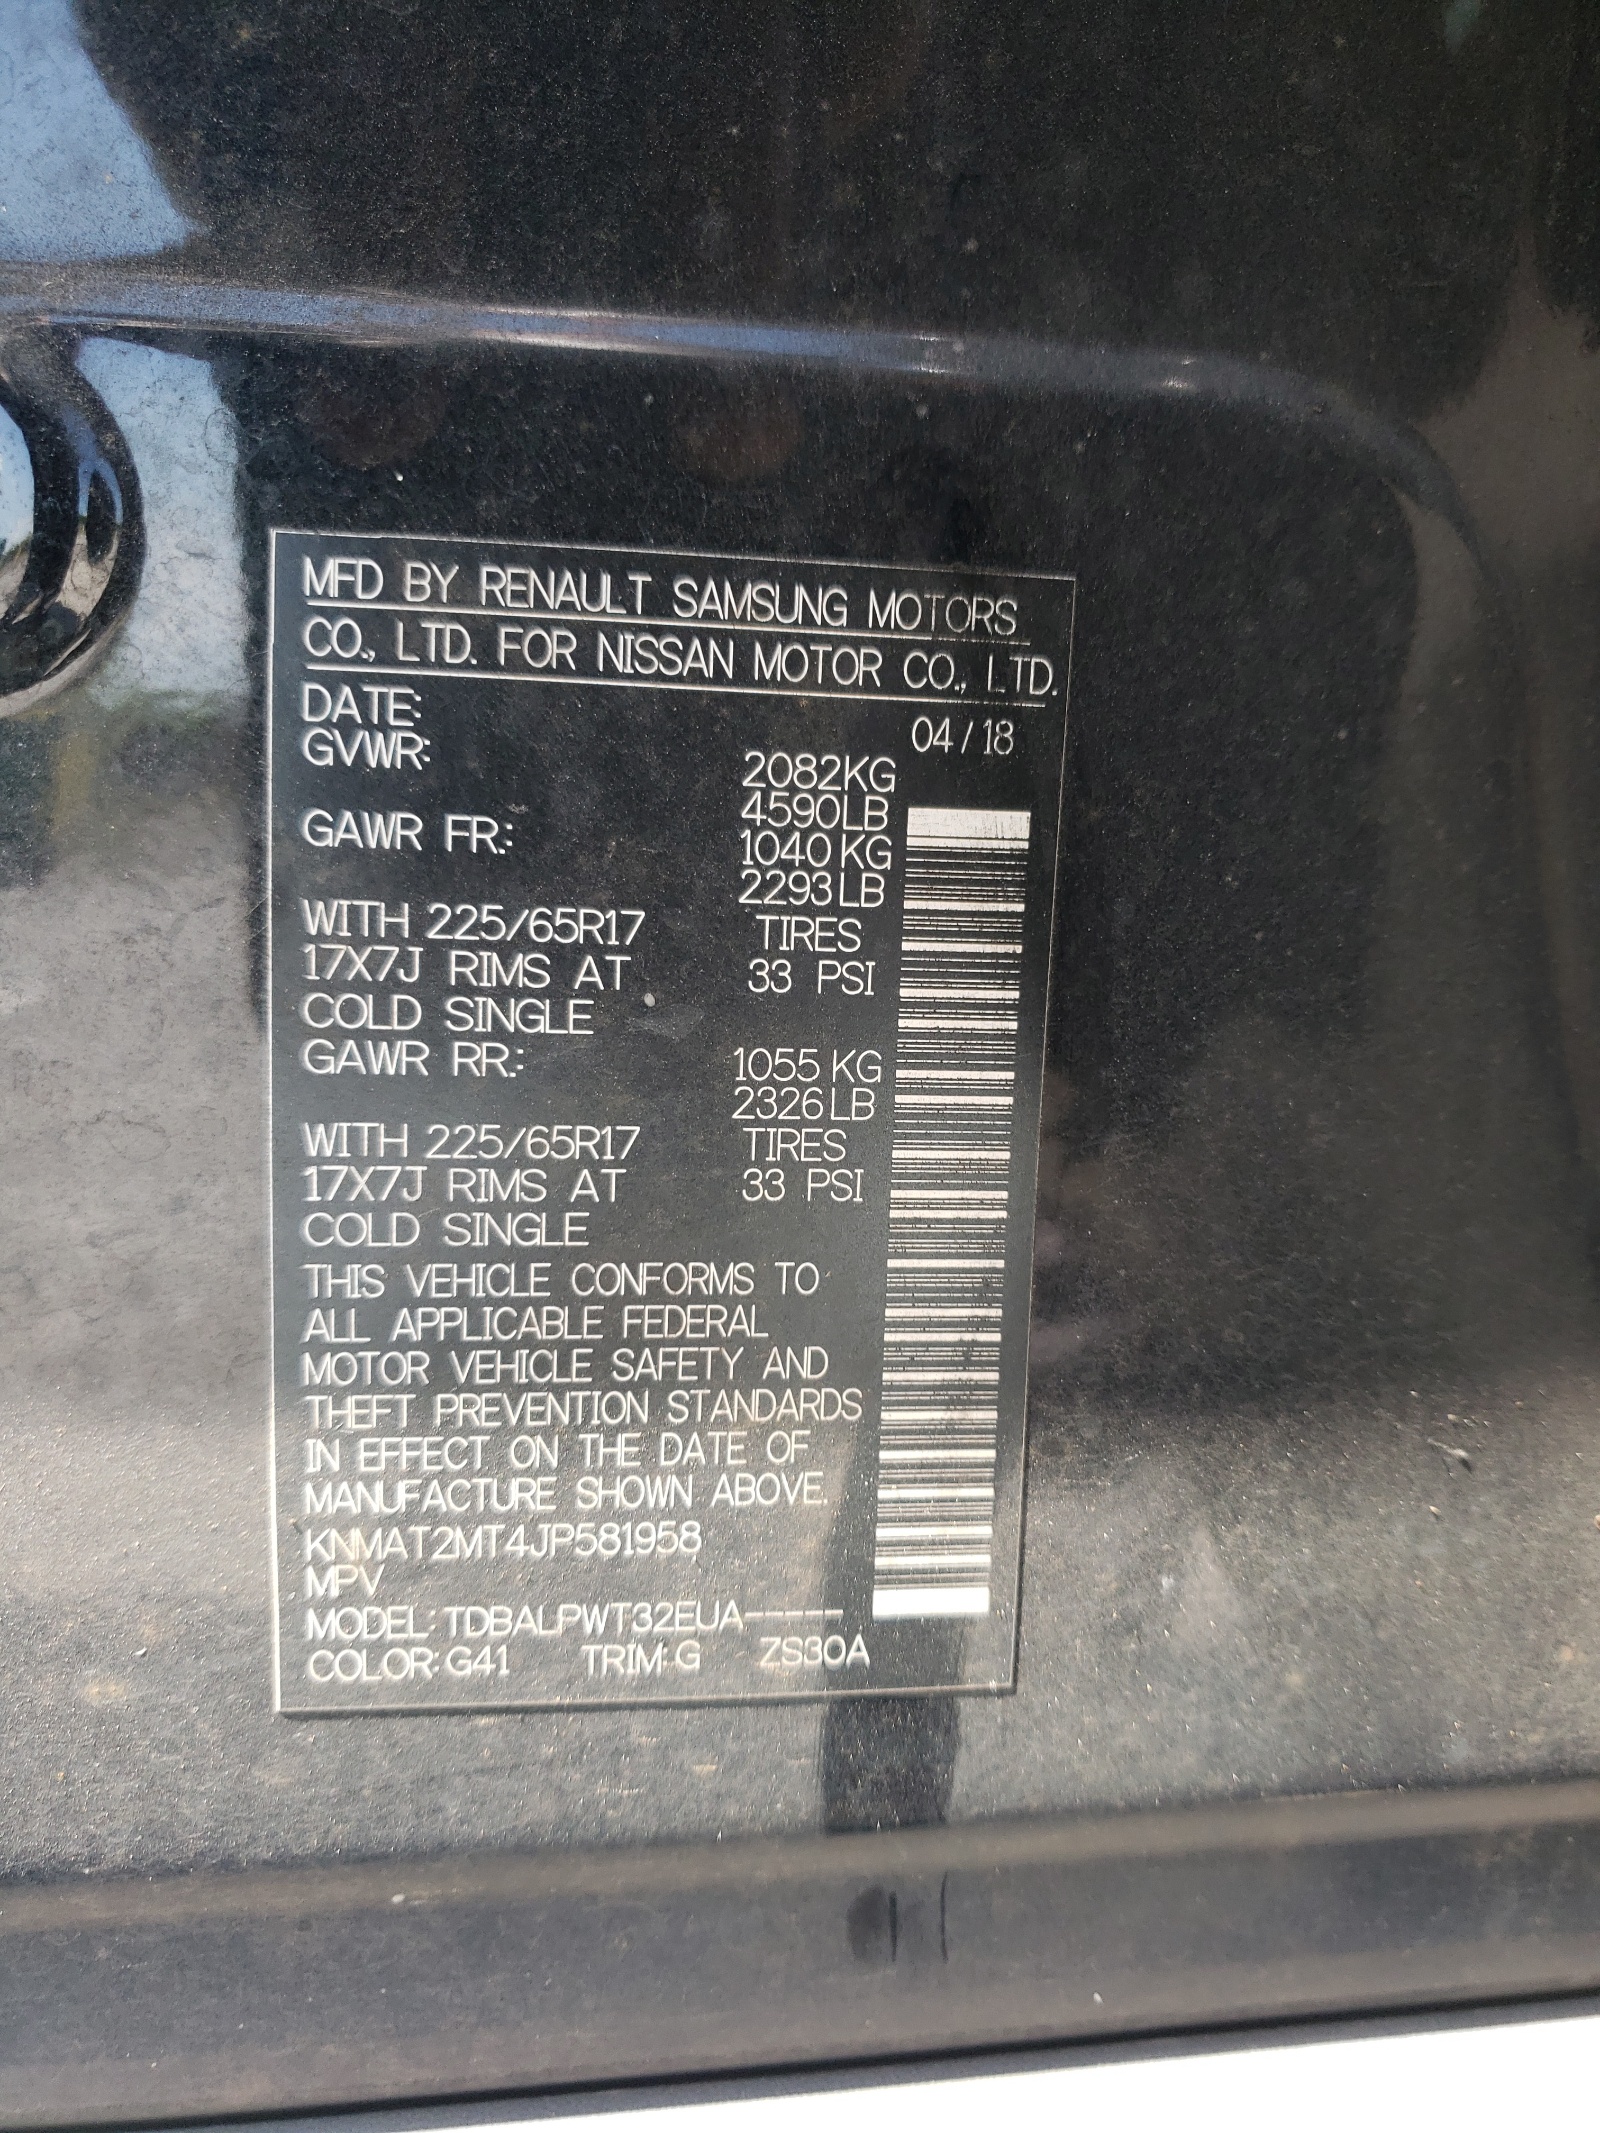 MFD BY RENAULT SAMSUNG MOTORS
CO., LTD. FOR NISSAN MOTOR CO., LTD.
DATE: 04/18
GVWR: 2082KG
4590LB
GAWR FR.: 1040 KG
2293LB
WITH 225/65R17 TIRES
17X7J RIMS AT 33 PSI
COLD SINGLE
GAWR RR.: 1055 KG
2326LB
WITH 225/65R17 TIRES
17X7J RIMS AT 33 PSI
COLD SINGLE
THIS VEHICLE CONFORMS TO
ALL APPLICABLE FEDERAL
MOTOR VEHICLE SAFETY AND
THEFT PREVENTION STANDARDS
IN EFFECT ON THE DATE OF
MANUFACTURE SHOWN ABOVE.
KNMAT2MT4JP581958
MPV
MODEL: TDBALPWT32EUA-----
COLOR: G41 TRIM: G ZS30A